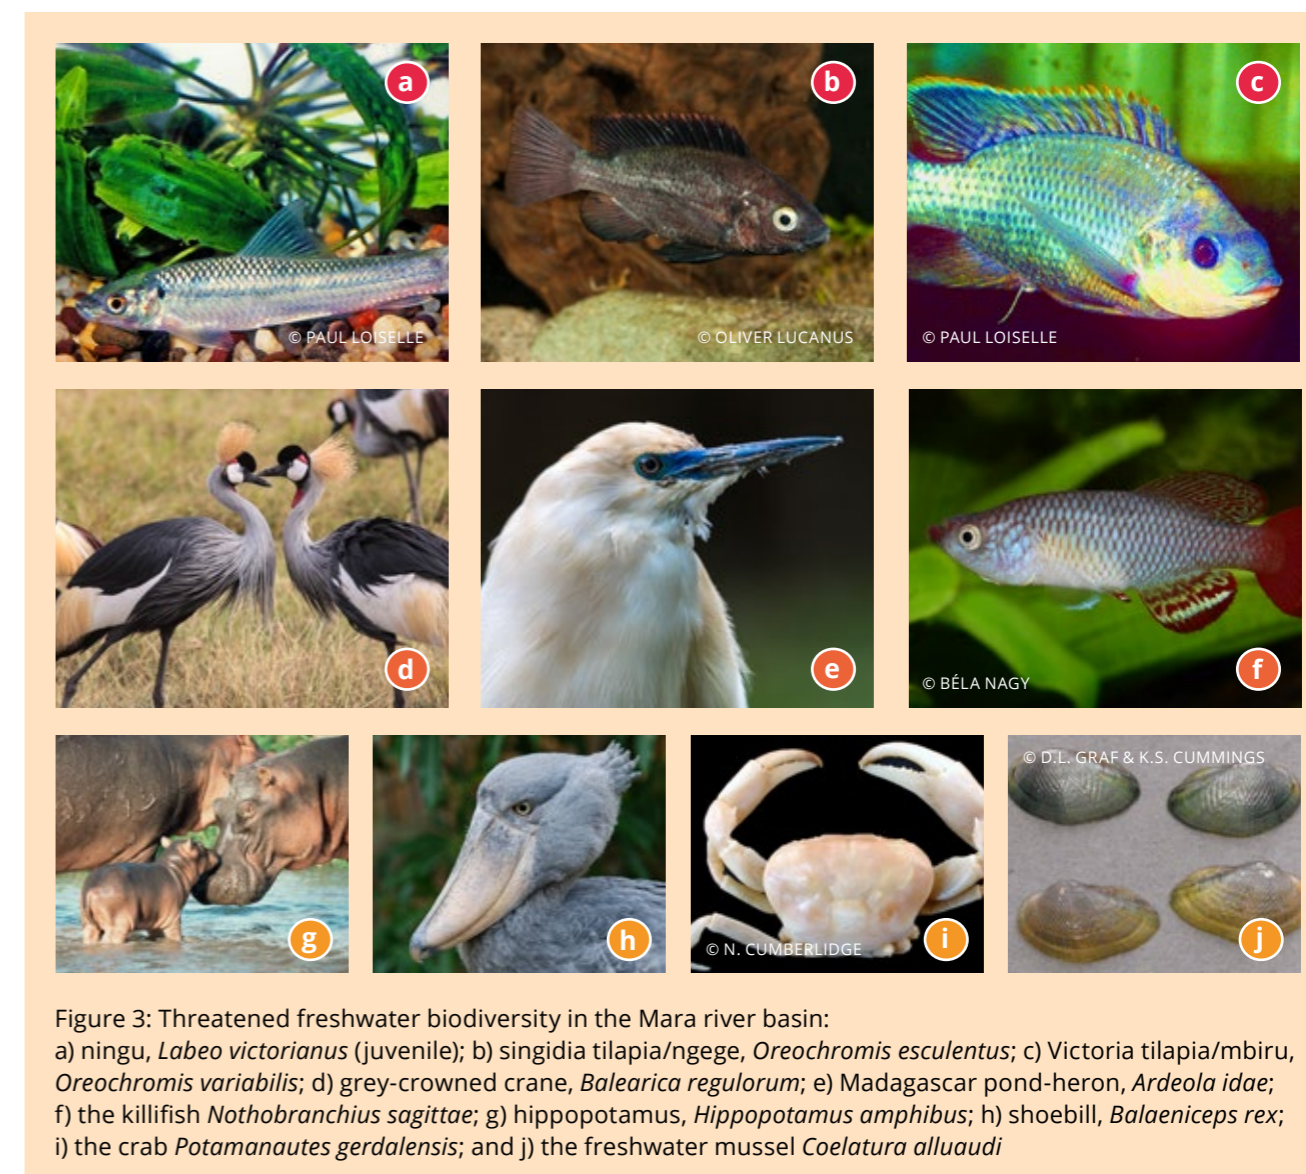 a
b
c
© PAUL LOISELLE
© OLIVER LUCANUS
© PAUL LOISELLE
d
e
f
© BÉLA NAGY
© D.L. GRAF & K.S. CUMMINGS
g
h
i
j
© N. CUMBERLIDGE
Figure 3: Threatened freshwater biodiversity in the Mara river basin:
a) ningu, Labeo victorianus (juvenile); b) singidia tilapia/ngege, Oreochromis esculentus; c) Victoria tilapia/mbiru,
Oreochromis variabilis; d) grey-crowned crane, Balearica regulorum; e) Madagascar pond-heron, Ardeola idae;
f) the killifish Nothobranchius sagittae; g) hippopotamus, Hippopotamus amphibus; h) shoebill, Balaeniceps rex;
i) the crab Potamanautes gerdalensis; and j) the freshwater mussel Coelatura alluaudi